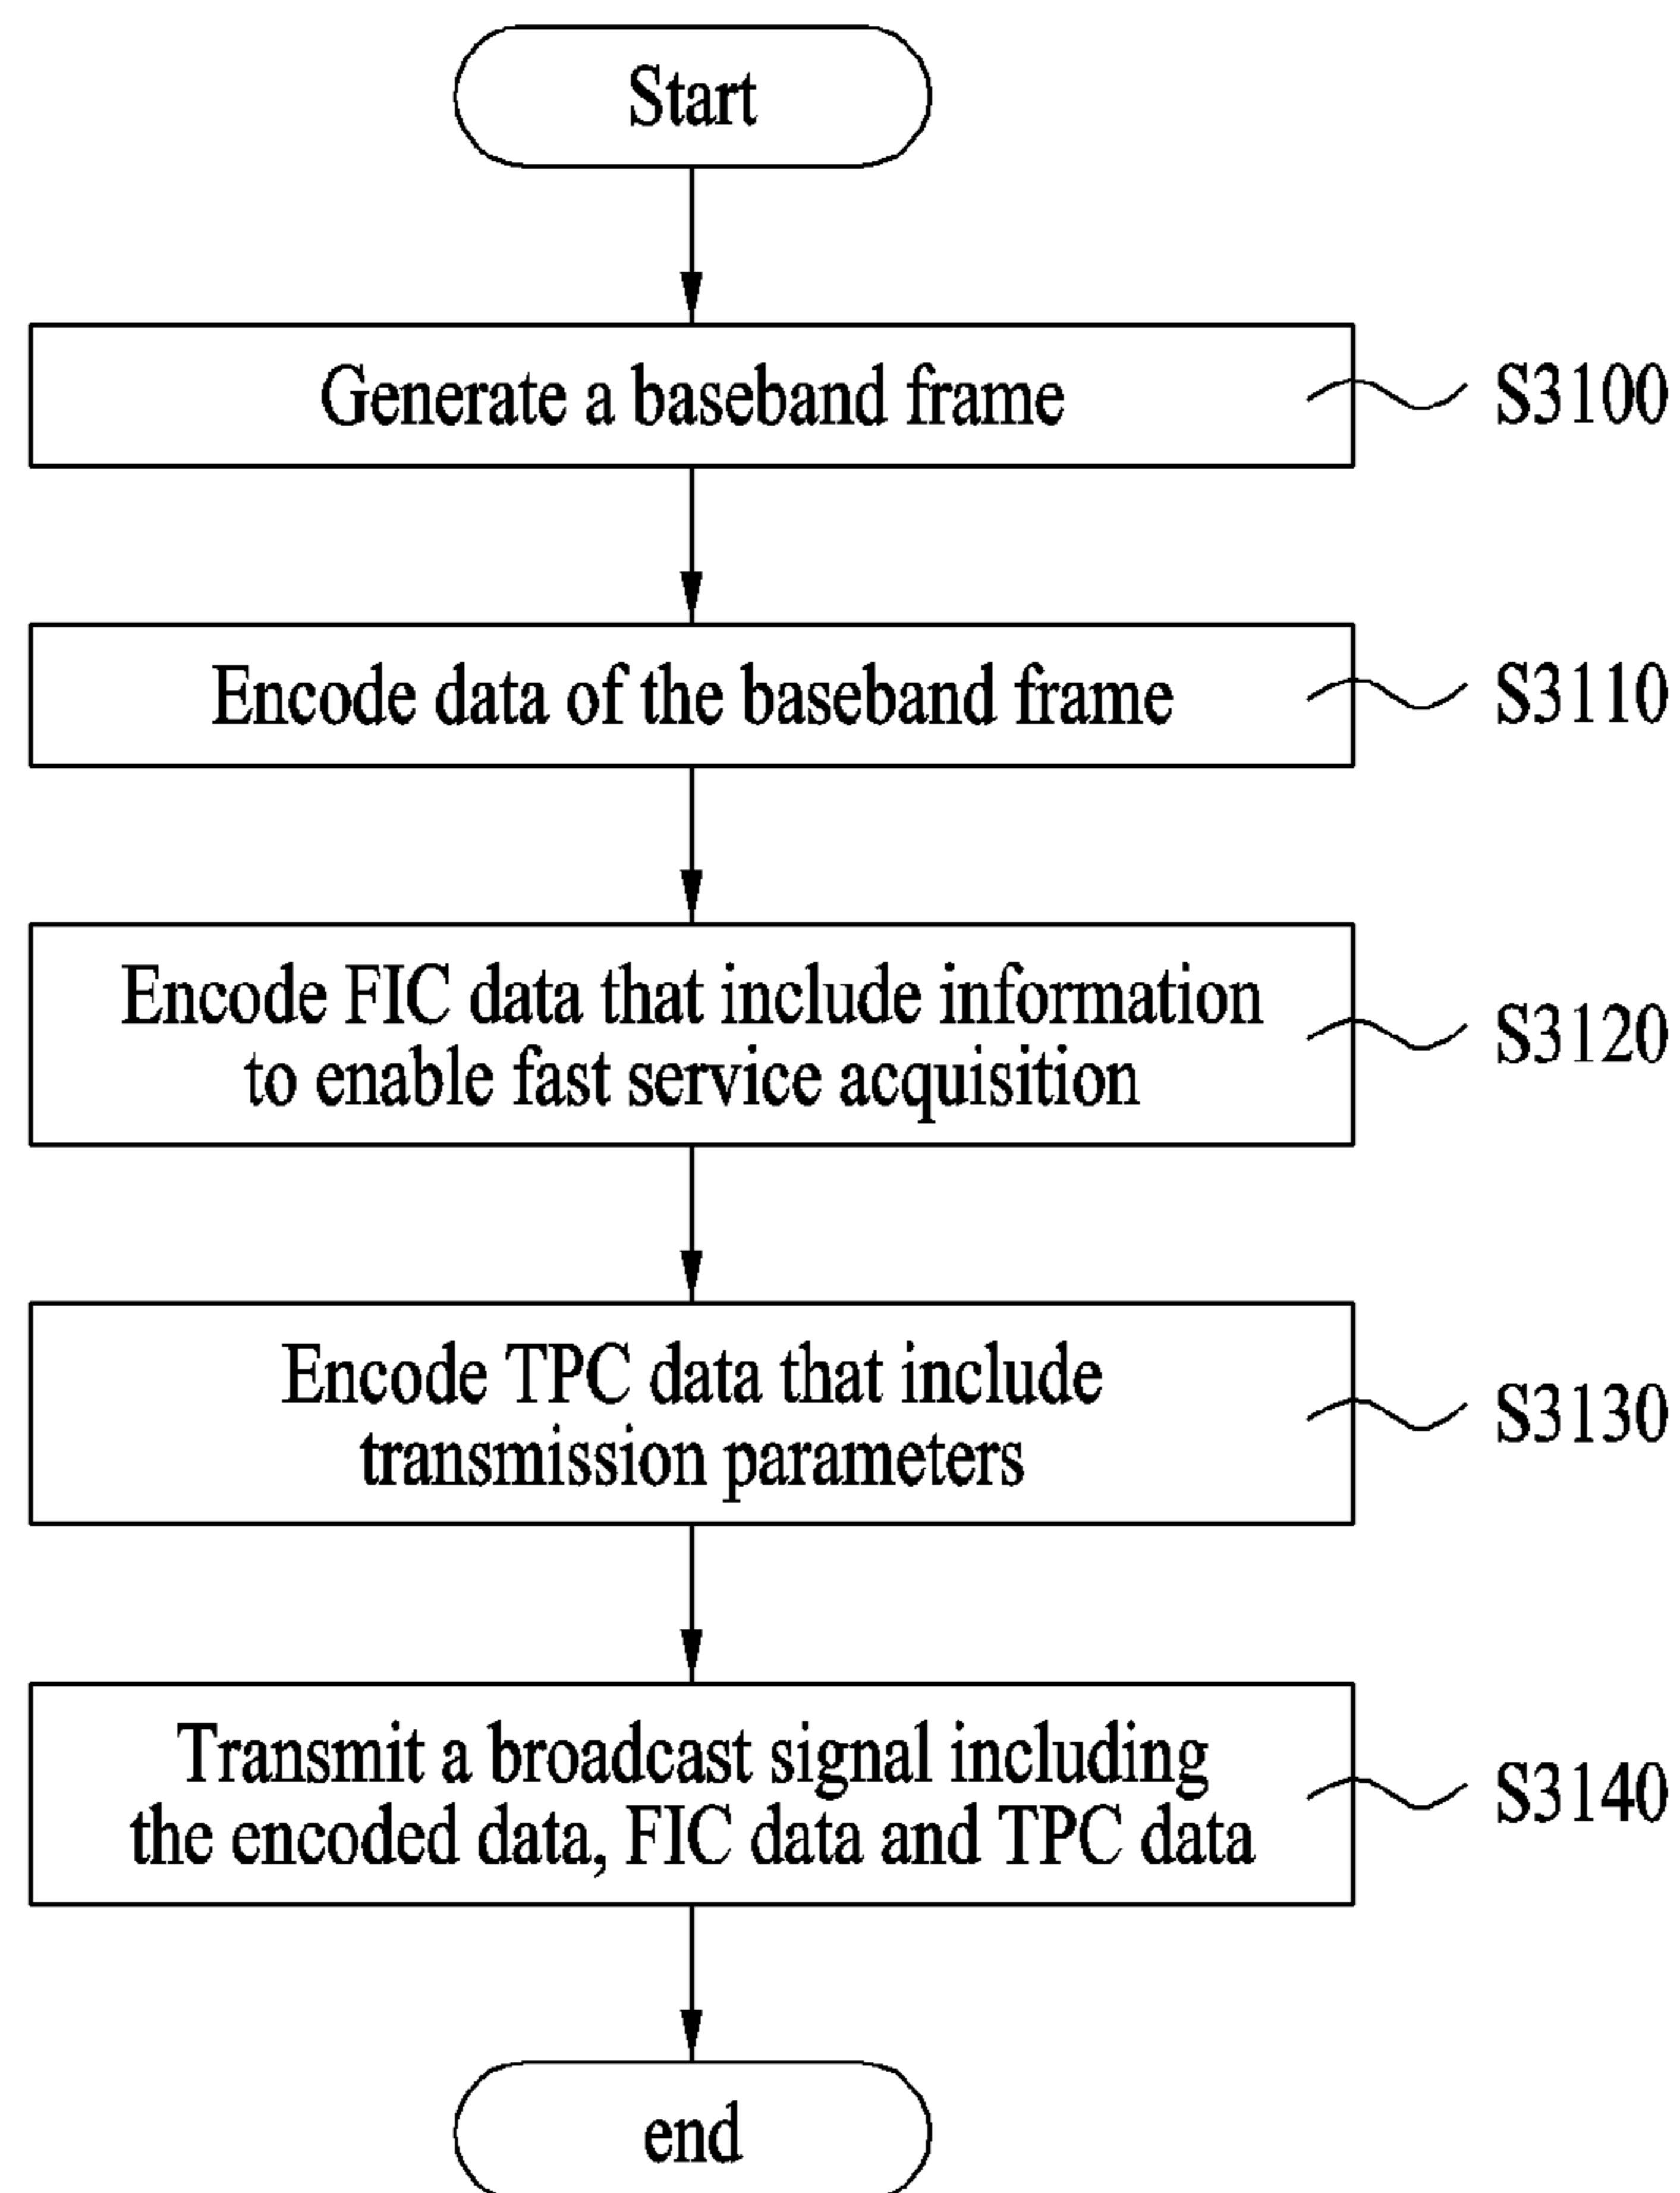 Start
Generate a baseband frame
S3100
Encode data of the baseband frame
S3110
Encode FIC data that include information
to enable fast service acquisition
S3120
Encode TPC data that include
transmission parameters
S3130
Transmit a broadcast signal including
the encoded data, FIC data and TPC data
S3140
end